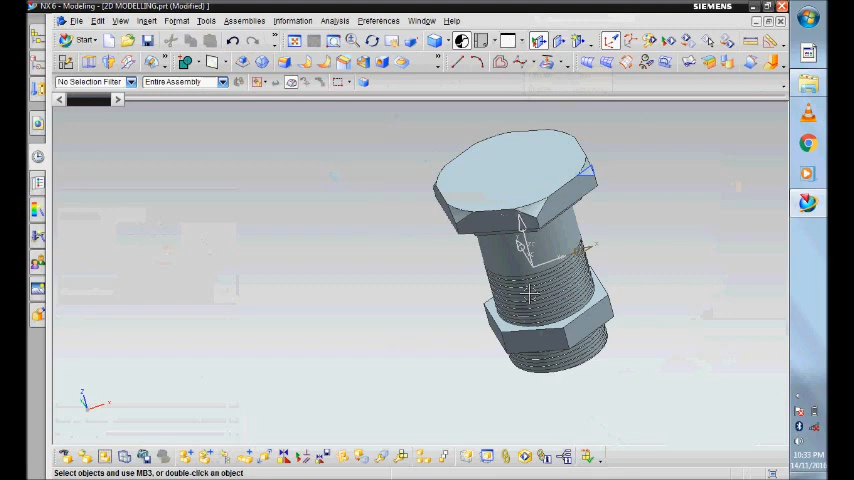 NX 6 - Modeling - [2D MODELLING.prt (Modified) ]
SIEMENS
File Edit View Insert Format Tools Assemblies Information Analysis Preferences Window Help
Start
No Selection Filter
Entire Assembly
Z
X
X
Select objects and use MB3, or double-click an object
10:33 PM